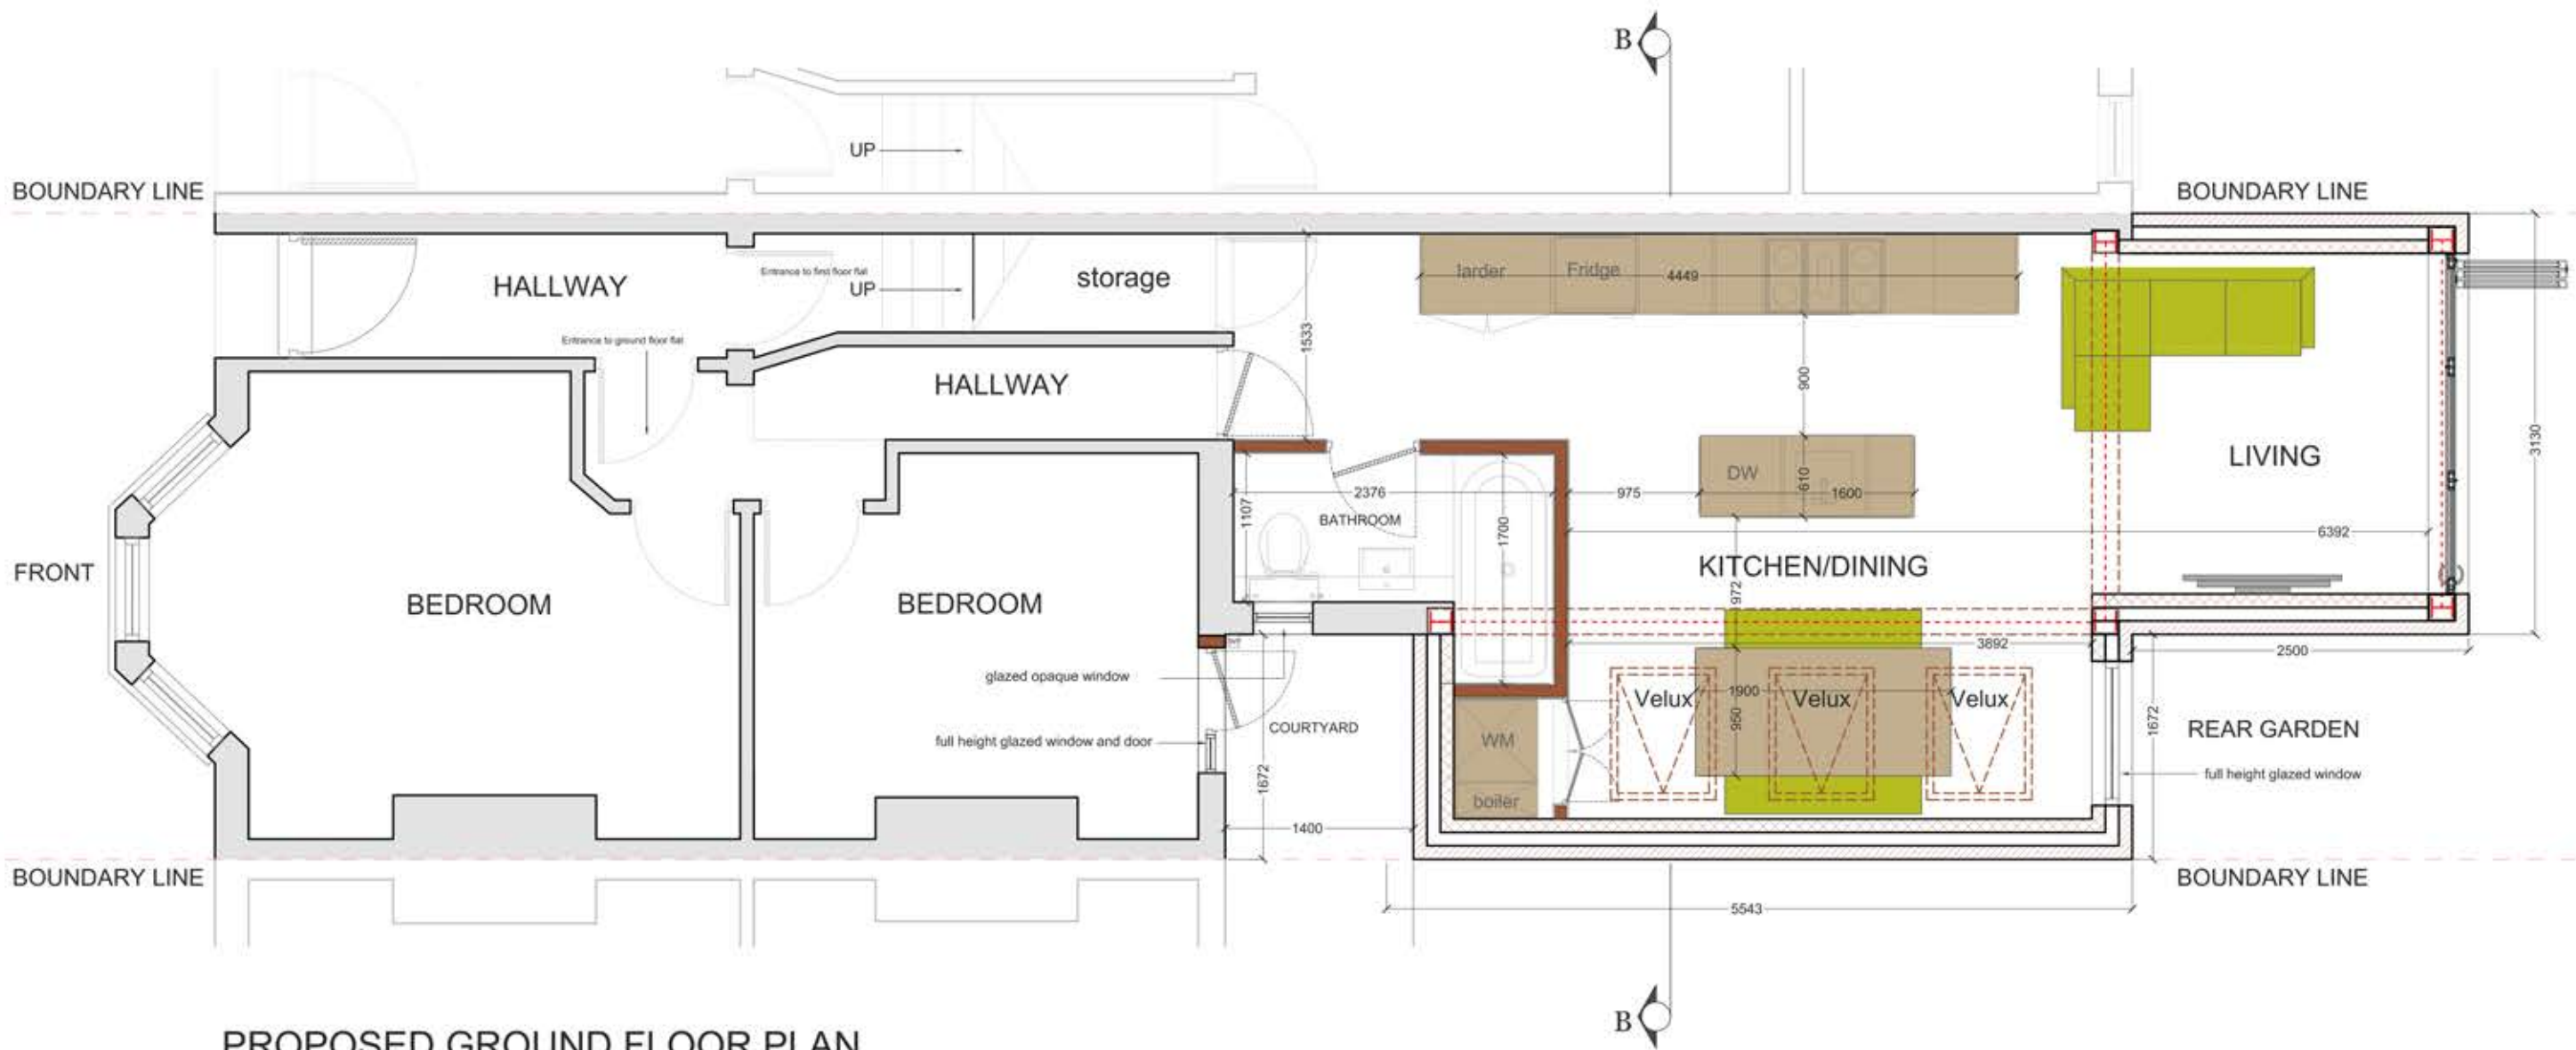 B
UP
BOUNDARY LINE
BOUNDARY LINE
HALLWAY
Entrance to first floor flat
UP
storage
larder
Fridge
4449
Entrance to ground floor flat
1533
HALLWAY
900
LIVING
3130
DW
610
1600
2376
975
1107
BATHROOM
1700
6392
FRONT
KITCHEN/DINING
972
BEDROOM
BEDROOM
3892
2500
glazed opaque window
Velux
1900
Velux
Velux
950
COURTYARD
1672
REAR GARDEN
full height glazed window and door
WM
full height glazed window
1672
boiler
1400
BOUNDARY LINE
BOUNDARY LINE
5543
B
PROPOSED GROUND FLOOR PLAN